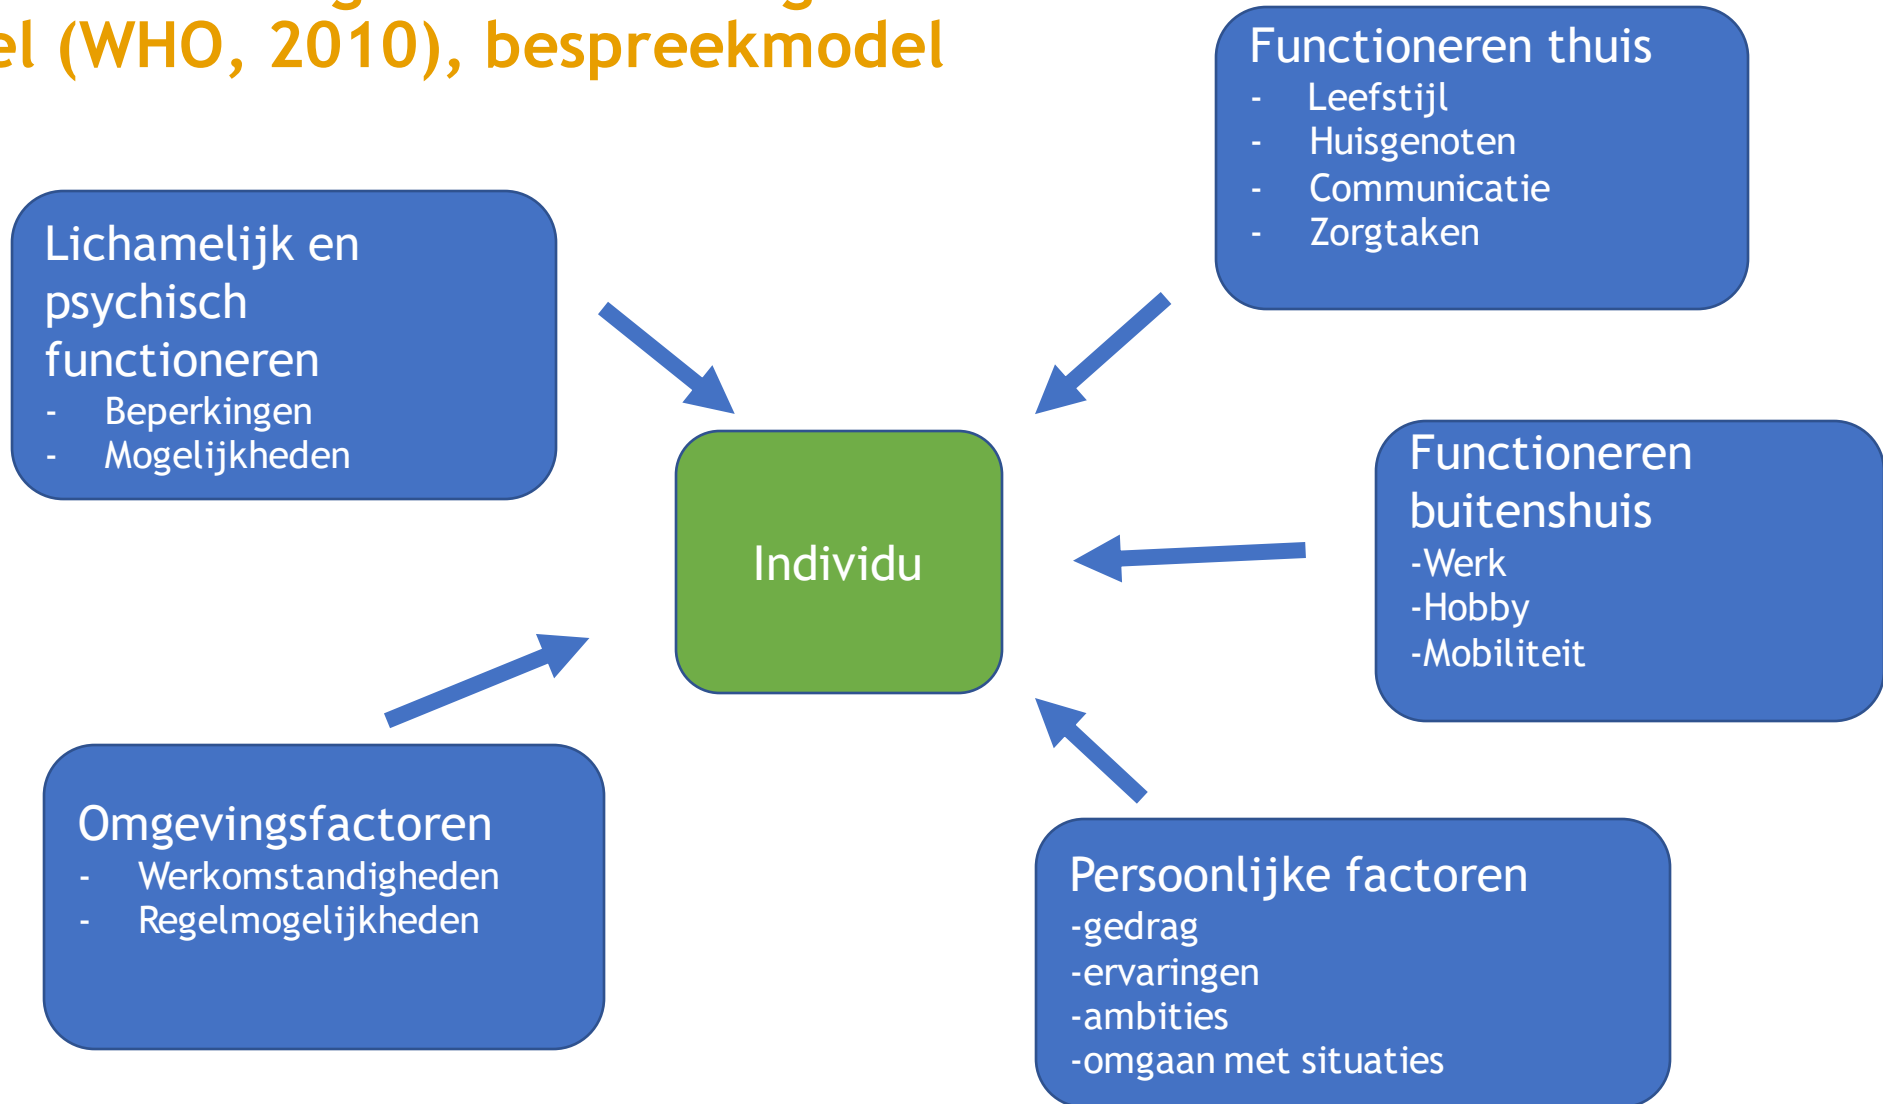 el (WHO, 2010), bespreekmodel
Functioneren thuis
- Leefstijl
- Huisgenoten
- Communicatie
- Zorgtaken
Lichamelijk en
psychisch
functioneren
- Beperkingen
- Mogelijkheden
Individu
Functioneren
buitenshuis
-Werk
-Hobby
-Mobiliteit
Omgevingsfactoren
- Werkomstandigheden
- Regelmogelijkheden
Persoonlijke factoren
-gedrag
-ervaringen
-ambities
-omgaan met situaties